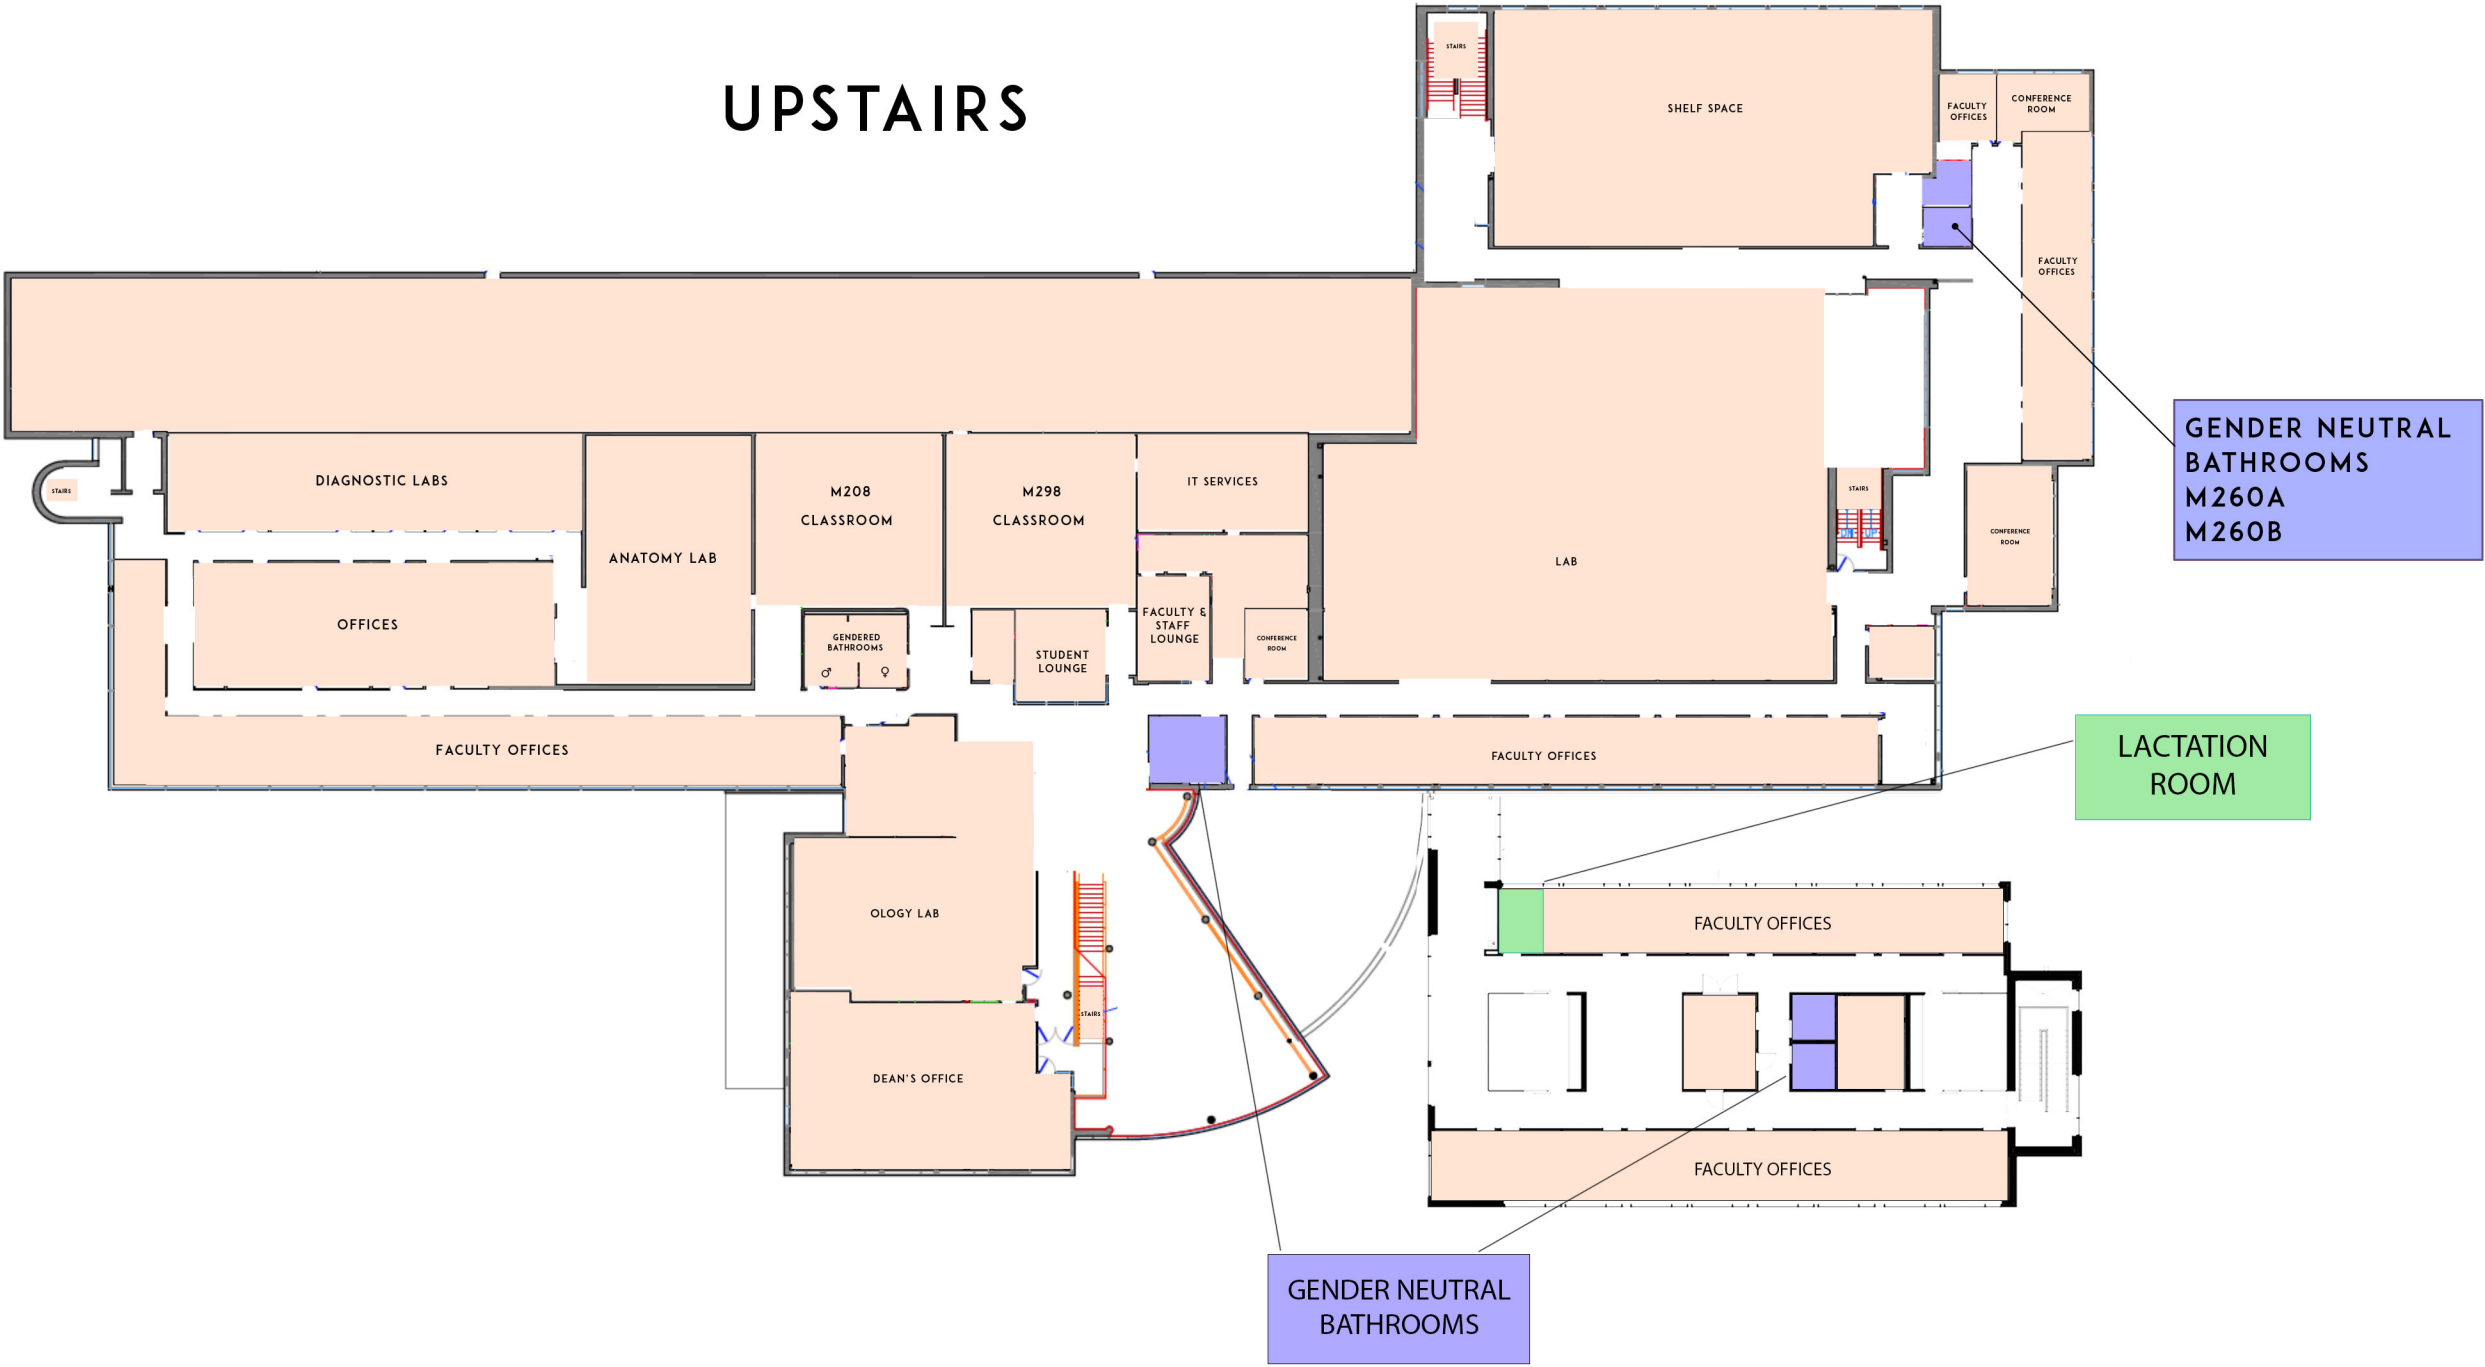 UPSTAIRS
STAIRS
SHELF SPACE
FACULTY
OFFICES
CONFERENCE
ROOM
FACULTY
OFFICES
GENDER NEUTRAL
BATHROOMS
M260A
M260B
STAIRS
DIAGNOSTIC LABS
ANATOMY LAB
M208
CLASSROOM
M298
CLASSROOM
IT SERVICES
LAB
STAIRS
DN UP
CONFERENCE
ROOM
OFFICES
GENDERED
BATHROOMS
♂ ♀
STUDENT
LOUNGE
FACULTY &
STAFF
LOUNGE
CONFERENCE
ROOM
FACULTY OFFICES
FACULTY OFFICES
LACTATION
ROOM
OLOGY LAB
FACULTY OFFICES
STAIRS
DEAN'S OFFICE
FACULTY OFFICES
GENDER NEUTRAL
BATHROOMS